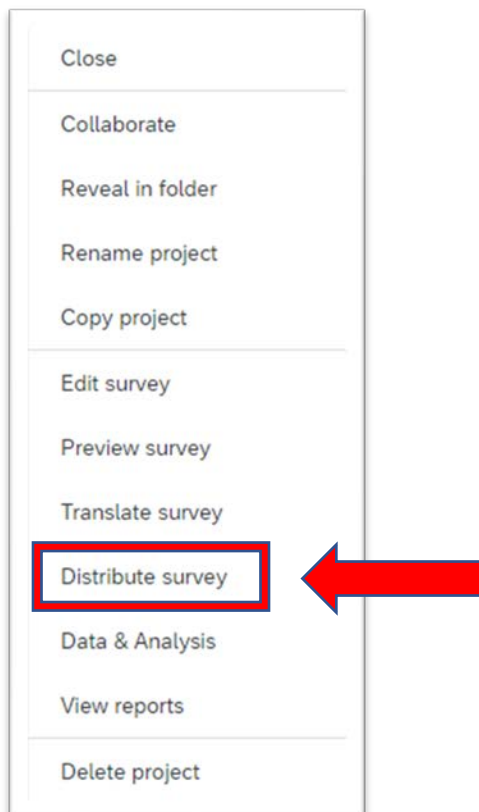 Close
Collaborate
Reveal in folder
Rename project
Copy project
Edit survey
Preview survey
Translate survey
Distribute survey
Data & Analysis
View reports
Delete project